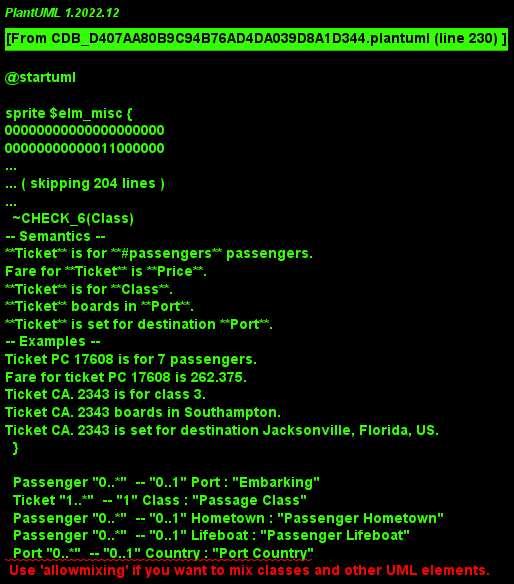 PlantUML 1.2022.12
[From CDB_D407AA80B9C94B76AD4DA039D8A1D344.plantuml (line 230) ]
@startuml
sprite $elm_misc {
00000000000000000000
00000000000011000000
...
... ( skipping 204 lines )
...
~CHECK_6(Class)
-- Semantics --
**Ticket** is for **#passengers** passengers.
Fare for **Ticket** is **Price**.
**Ticket** is for **Class**.
**Ticket** boards in **Port**.
**Ticket** is set for destination **Port**.
-- Examples --
Ticket PC 17608 is for 7 passengers.
Fare for ticket PC 17608 is 262.375.
Ticket CA. 2343 is for class 3.
Ticket CA. 2343 boards in Southampton.
Ticket CA. 2343 is set for destination Jacksonville, Florida, US.
}
Passenger "0..*"  -- "0..1" Port : "Embarking"
Ticket "1..*"  -- "1" Class : "Passage Class"
Passenger "0..*"  -- "0..1" Hometown : "Passenger Hometown"
Passenger "0..*"  -- "0..1" Lifeboat : "Passenger Lifeboat"
Port "0..*"  -- "0..1" Country : "Port Country"
Use 'allowmixing' if you want to mix classes and other UML elements.